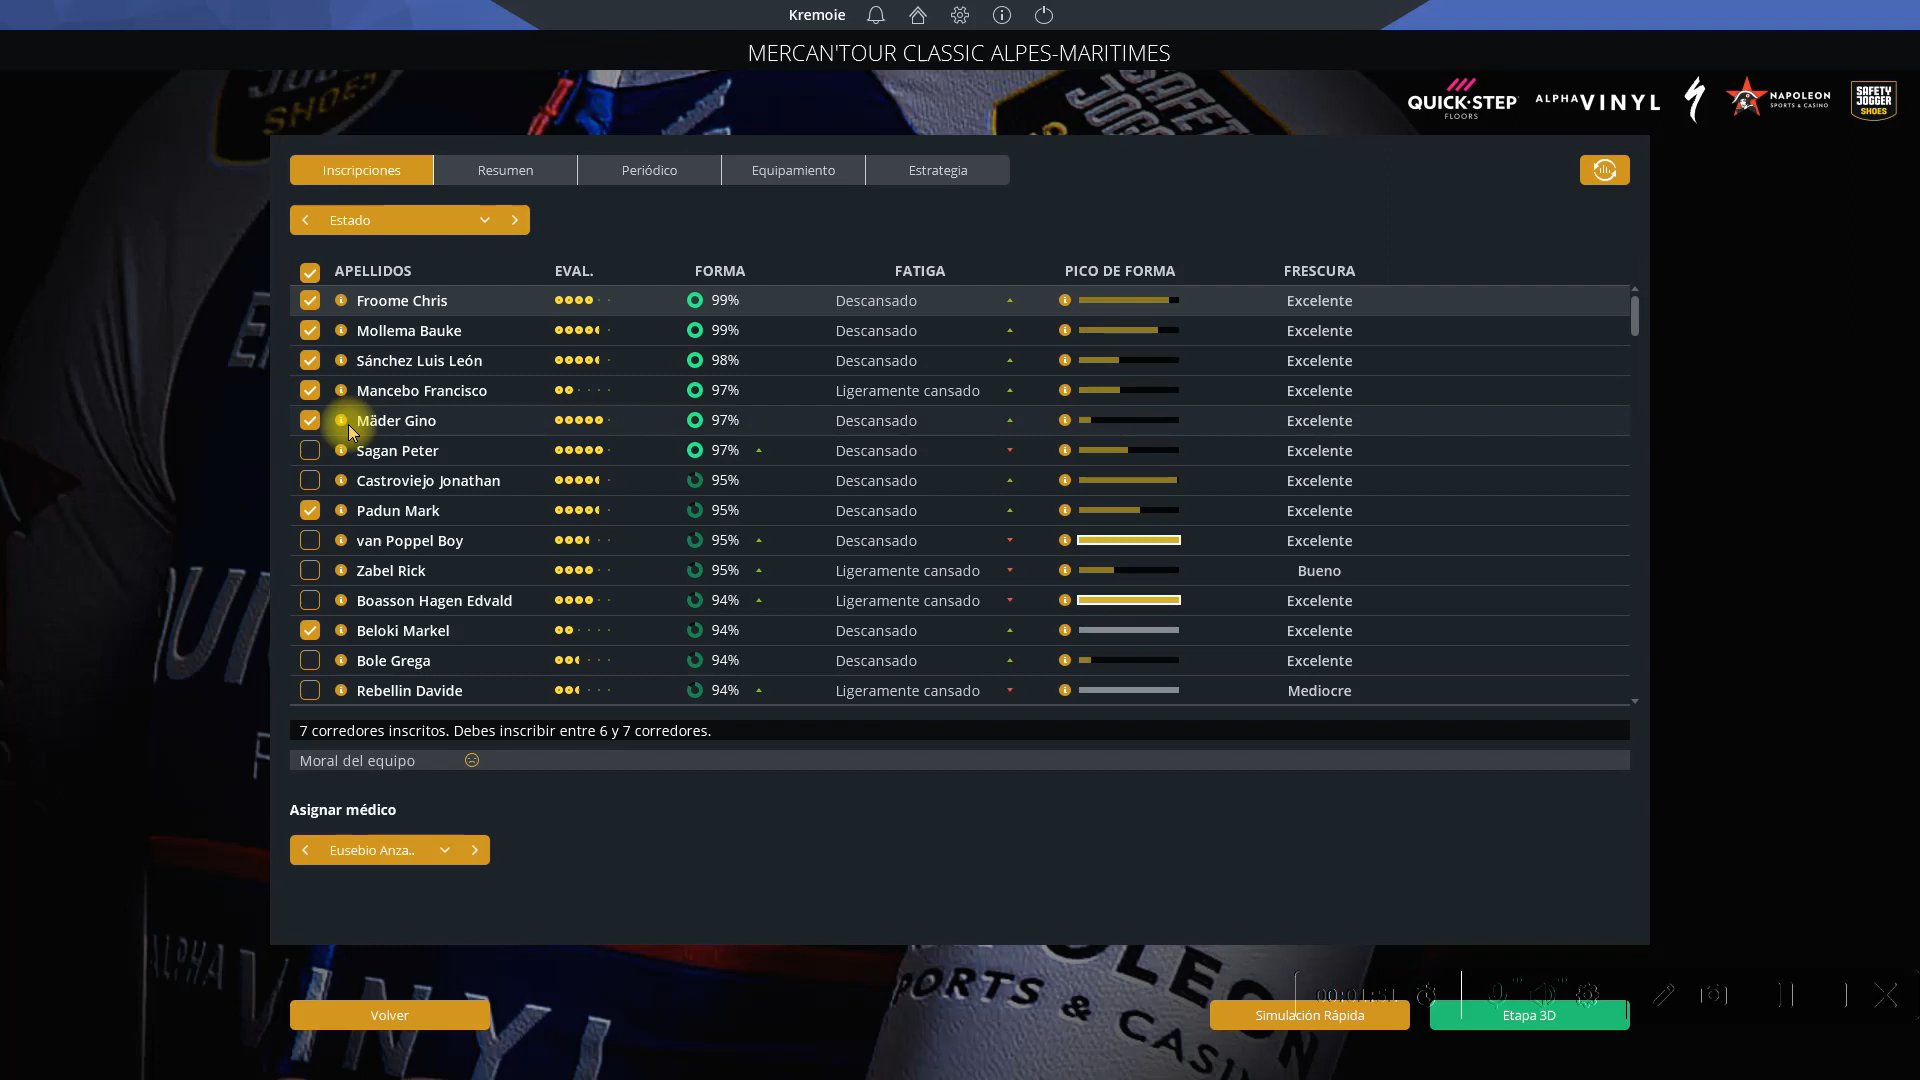 Kremoie
MERCAN'TOUR CLASSIC ALPES-MARITIMES
QUICK-STEP
FLOORS
ALPHAVINYL
NAPOLEON
SPORTS & CASINO
SAFETY
JOGGER
SHOES
Inscripciones Resumen Periódico Equipamiento Estrategia
Estado
APELLIDOS EVAL. FORMA FATIGA PICO DE FORMA FRESCURA
Froome Chris 99% Descansado Excelente
Mollema Bauke 99% Descansado Excelente
Sánchez Luis León 98% Descansado Excelente
Mancebo Francisco 97% Ligeramente cansado Excelente
Mäder Gino 97% Descansado Excelente
Sagan Peter 97% Descansado Excelente
Castroviejo Jonathan 95% Descansado Excelente
Padun Mark 95% Descansado Excelente
van Poppel Boy 95% Descansado Excelente
Zabel Rick 95% Ligeramente cansado Bueno
Boasson Hagen Edvald 94% Ligeramente cansado Excelente
Beloki Markel 94% Descansado Excelente
Bole Grega 94% Descansado Excelente
Rebellin Davide 94% Ligeramente cansado Mediocre
7 corredores inscritos. Debes inscribir entre 6 y 7 corredores.
Moral del equipo
Asignar médico
Eusebio Anza..
ALPHA VINYL
PORTS & CASIN
Volver Simulación Rápida Etapa 3D